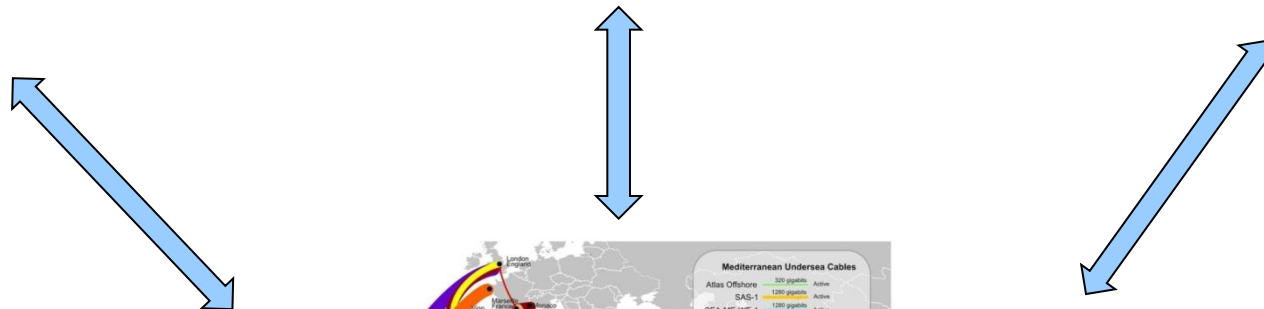 London
England
Mediterranean Undersea Cables
Atlas Offshore 320 gigabits Active
SAS-1 1280 gigabits Active
Marseille
France
Monaco
1280 gigabits